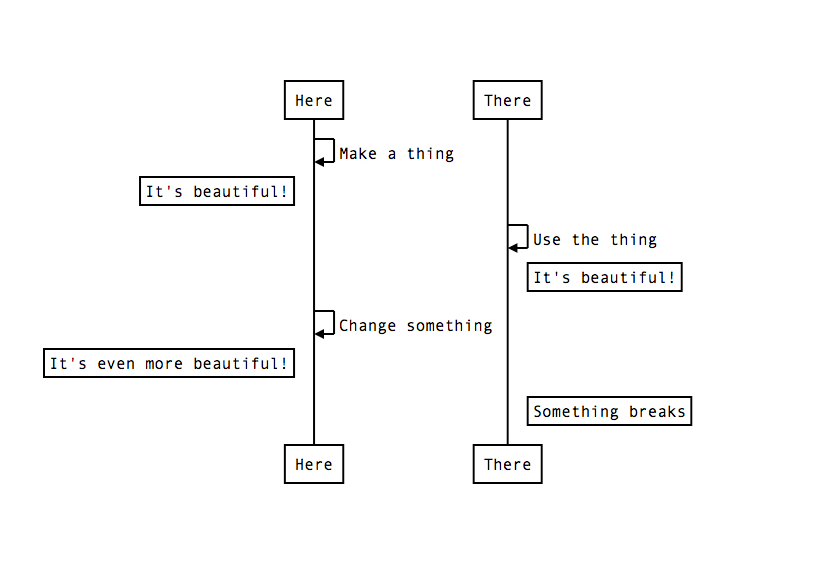 Here
There
Make a thing
It's beautiful!
Use the thing
It's beautiful!
Change something
It's even more beautiful!
Something breaks
Here
There